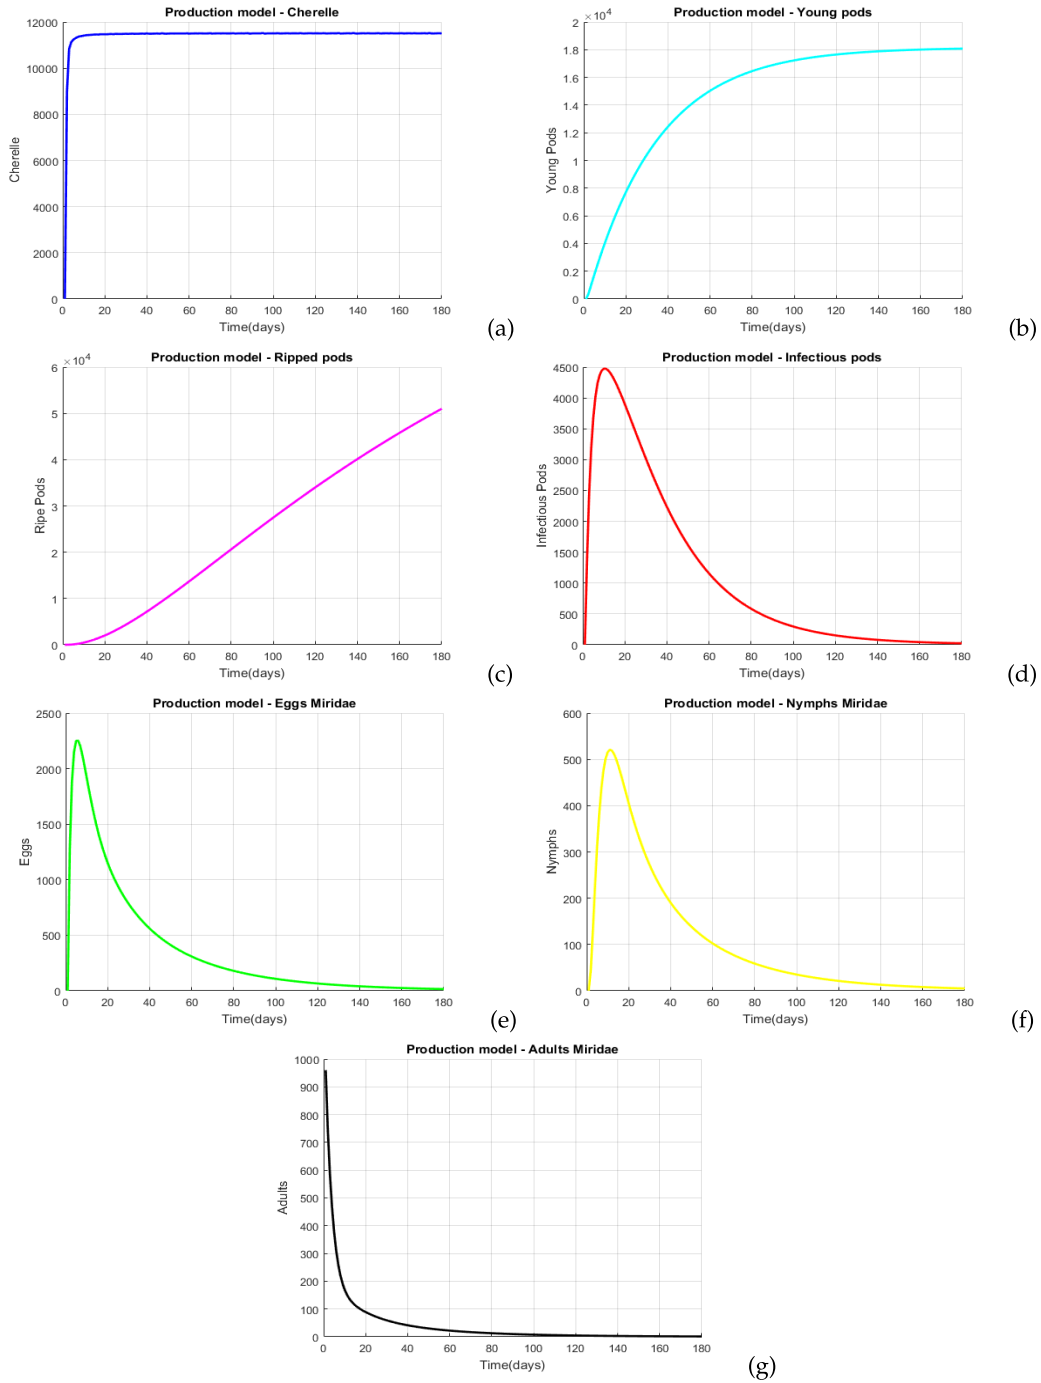 Production model - Cherelle
12000
10000
8000
6000
4000
2000
0
Cherelle
0 20 40 60 80 100 120 140 160 180
Time(days)
(a)
Production model - Young pods
×10^4
2
1.8
1.6
1.4
1.2
1
0.8
0.6
0.4
0.2
0
Young Pods
0 20 40 60 80 100 120 140 160 180
Time(days)
(b)
Production model - Ripped pods
×10^4
6
5
4
3
2
1
0
Ripe Pods
0 20 40 60 80 100 120 140 160 180
Time(days)
(c)
Production model - Infectious pods
4500
4000
3500
3000
2500
2000
1500
1000
500
0
Infectious Pods
0 20 40 60 80 100 120 140 160 180
Time(days)
(d)
Production model - Eggs Miridae
2500
2000
1500
1000
500
0
Eggs
0 20 40 60 80 100 120 140 160 180
Time(days)
(e)
Production model - Nymphs Miridae
600
500
400
300
200
100
0
Nymphs
0 20 40 60 80 100 120 140 160 180
Time(days)
(f)
Production model - Adults Miridae
1000
900
800
700
600
500
400
300
200
100
0
Adults
0 20 40 60 80 100 120 140 160 180
Time(days)
(g)